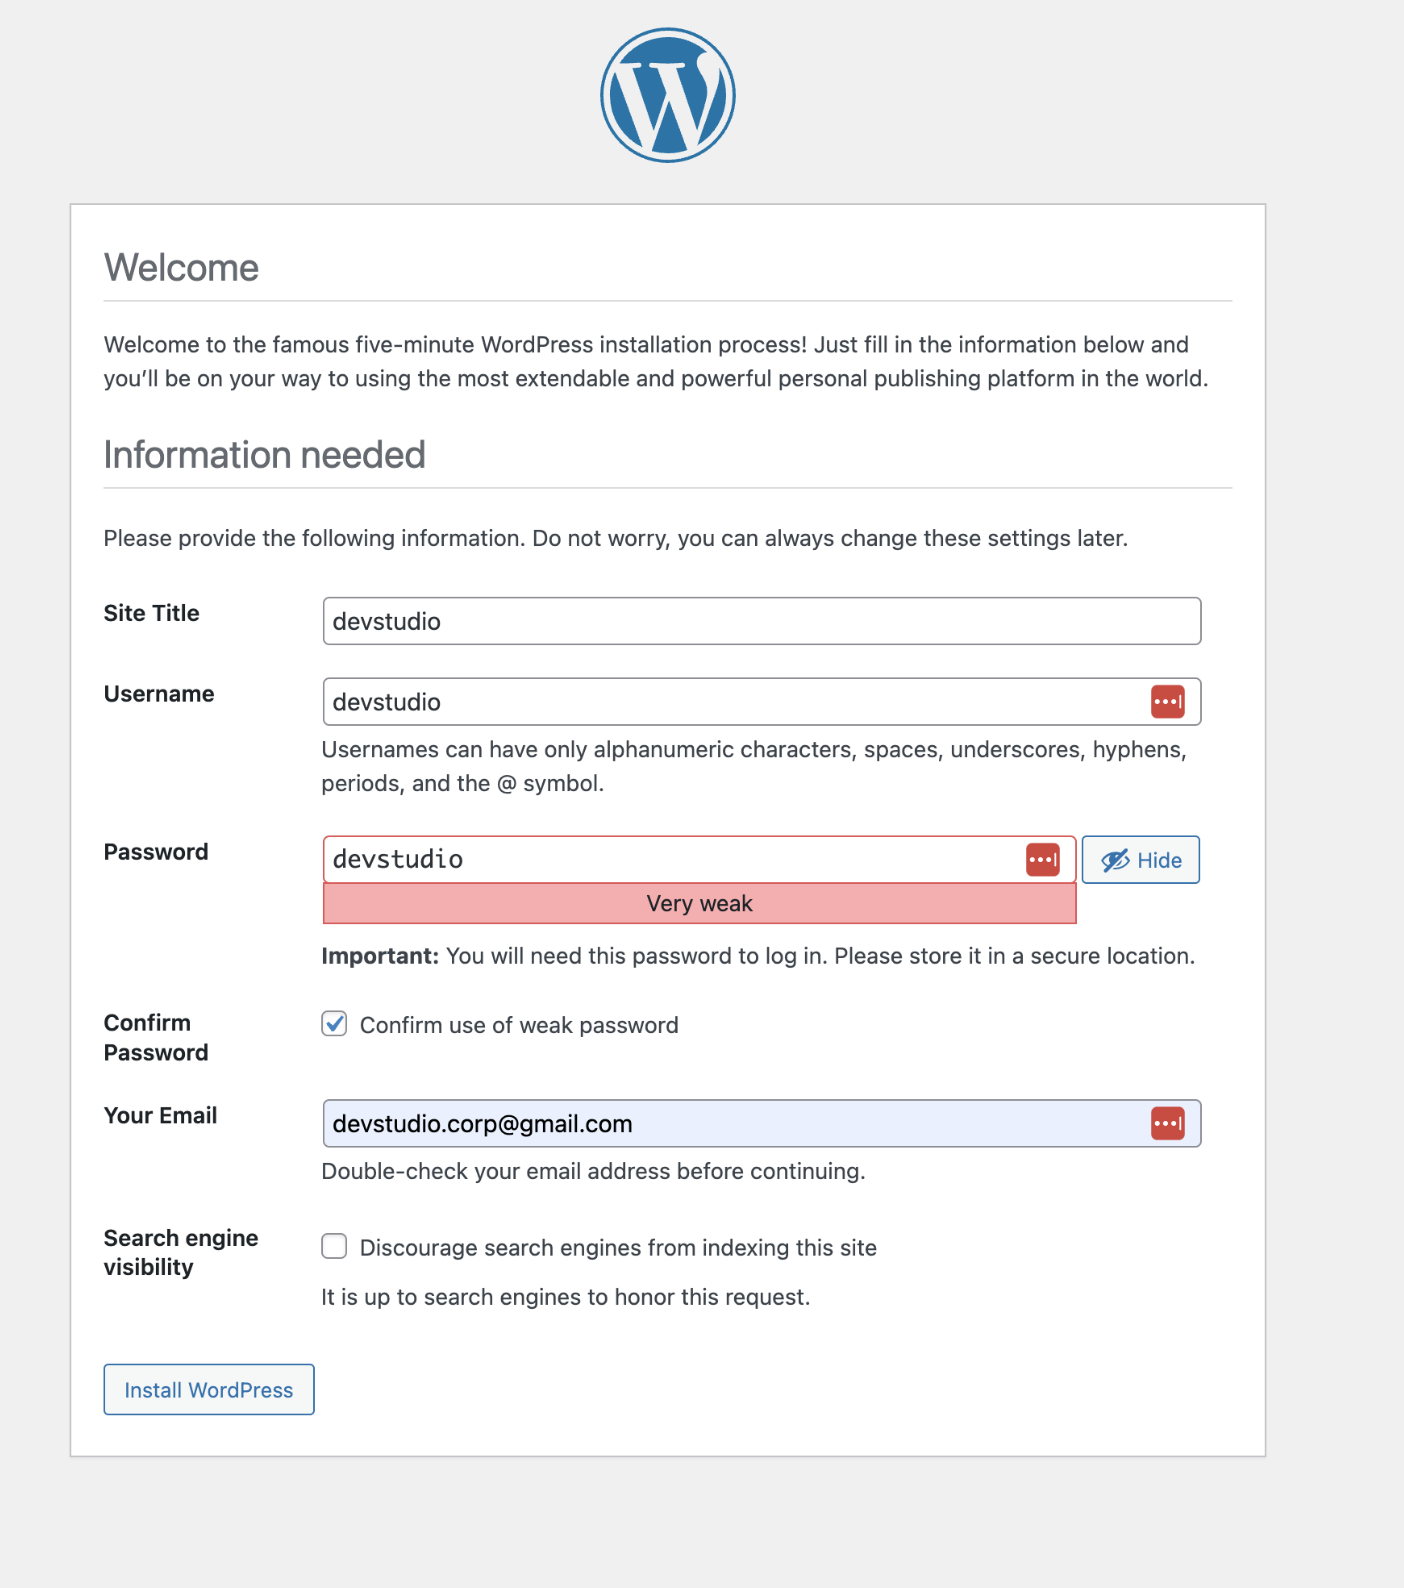 Welcome
Welcome to the famous five-minute WordPress installation process! Just fill in the information below and
you’ll be on your way to using the most extendable and powerful personal publishing platform in the world.
Information needed
Please provide the following information. Do not worry, you can always change these settings later.
Site Title
devstudio
Username
devstudio
Usernames can have only alphanumeric characters, spaces, underscores, hyphens,
periods, and the @ symbol.
Password
devstudio
Hide
Very weak
Important: You will need this password to log in. Please store it in a secure location.
Confirm
Password
Confirm use of weak password
Your Email
devstudio.corp@gmail.com
Double-check your email address before continuing.
Search engine
visibility
Discourage search engines from indexing this site
It is up to search engines to honor this request.
Install WordPress